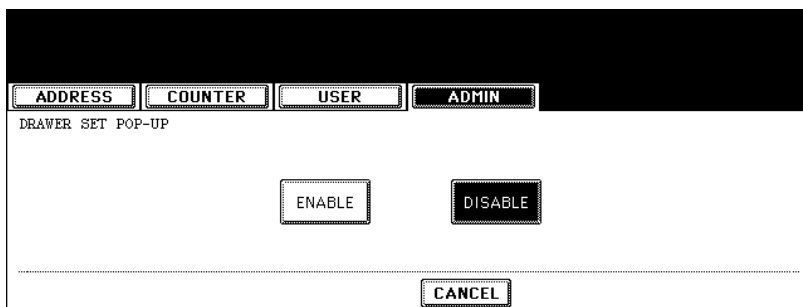 ADDRESS COUNTER USER ADMIN
DRAWER SET POP-UP
ENABLE DISABLE
CANCEL